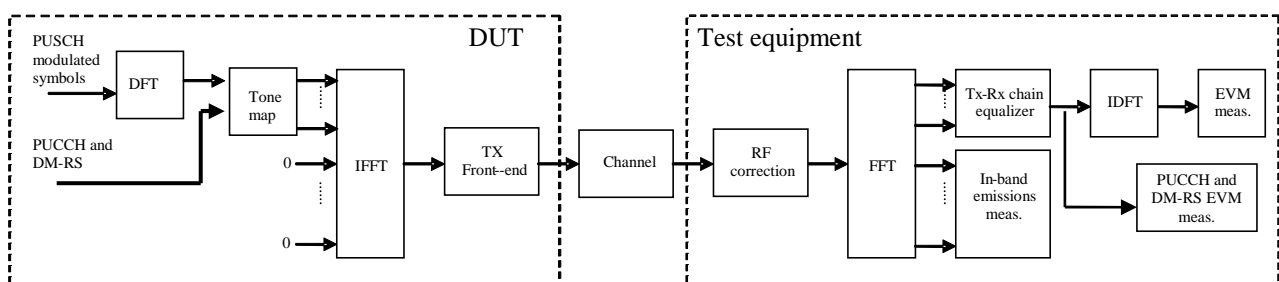 DUT
Test equipment
PUSCH
modulated
symbols
DFT
Tone
map
PUCCH and
DM-RS
0
0
IFFT
TX
Front--end
Channel
RF
correction
FFT
Tx-Rx chain
equalizer
IDFT
EVM
meas.
In-band
emissions
meas.
PUCCH and
DM-RS EVM
meas.